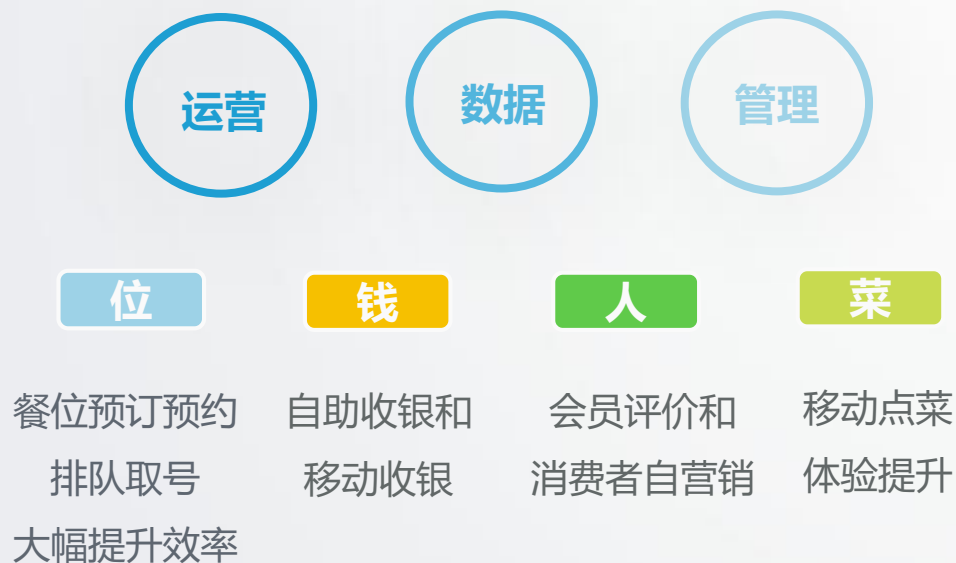 运营
数据
管理
位
钱
人
菜
餐位预订预约
排队取号
大幅提升效率
自助收银和
移动收银
会员评价和
消费者自营销
移动点菜
体验提升